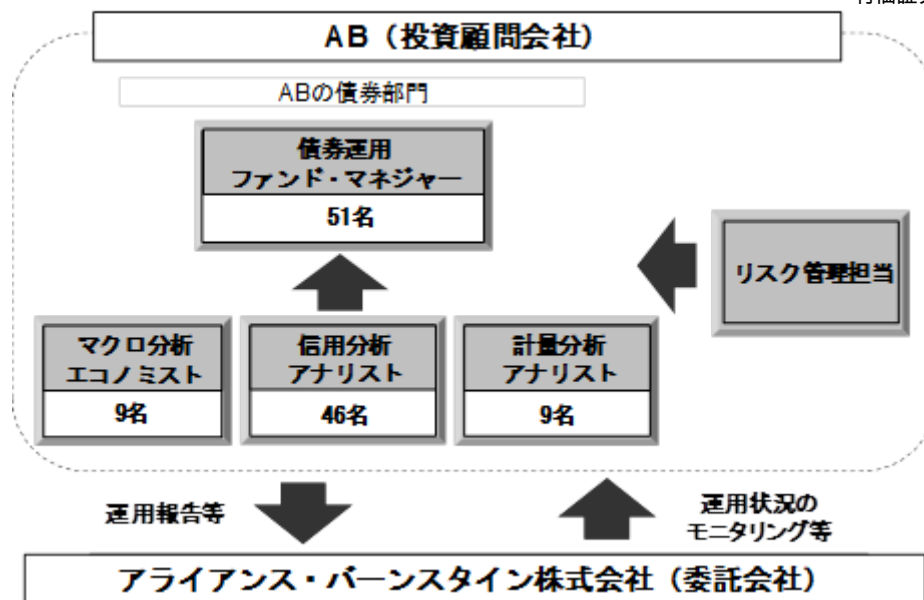 AB（投資顧問会社）
ABの債券部門
債券運用
ファンド・マネジャー
51名
リスク管理担当
マクロ分析
エコノミスト
9名
信用分析
アナリスト
46名
計量分析
アナリスト
9名
運用報告等
運用状況の
モニタリング等
アライアンス・バーンスタイン株式会社（委託会社）